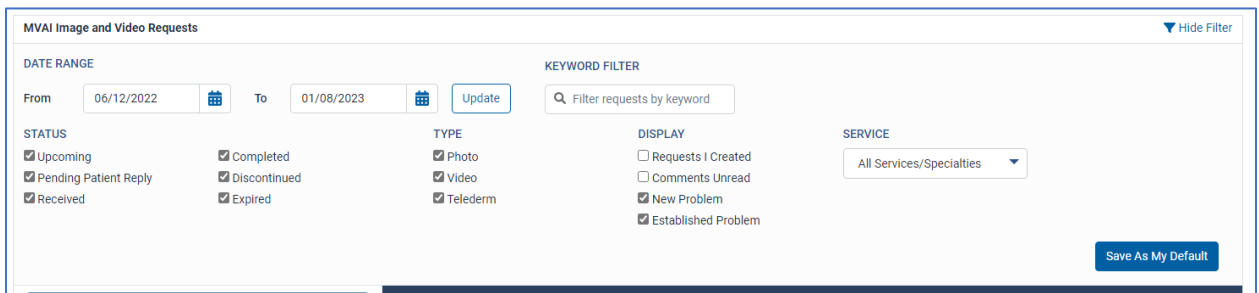 MVAI Image and Video Requests
Hide Filter
DATE RANGE
KEYWORD FILTER
From 06/12/2022 To 01/08/2023 Update Filter requests by keyword
STATUS TYPE DISPLAY SERVICE
Upcoming Completed Photo Requests I Created All Services/Specialties
Pending Patient Reply Discontinued Video Comments Unread
Received Expired Telederm New Problem
Established Problem
Save As My Default